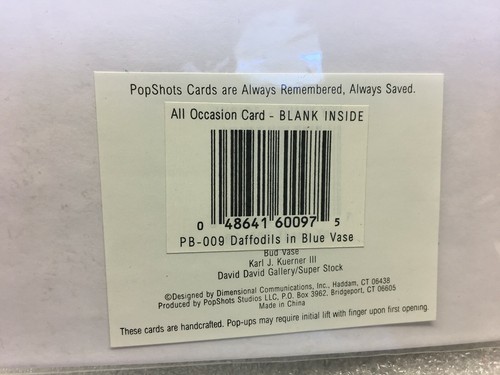 PopShots Cards are Always Remembered, Always Saved.
All Occasion Card - BLANK INSIDE
0 48641 60097 5
PB-009 Daffodils in Blue Vase
Bud Vase
Karl J. Kuerner III
David David Gallery/Super Stock
©Designed by Dimensional Communications, Inc., Haddam, CT 06438
Produced by PopShots Studios LLC, P.O. Box 3962, Bridgeport, CT 06605
Made in China
These cards are handcrafted. Pop-ups may require initial lift with finger upon first opening.